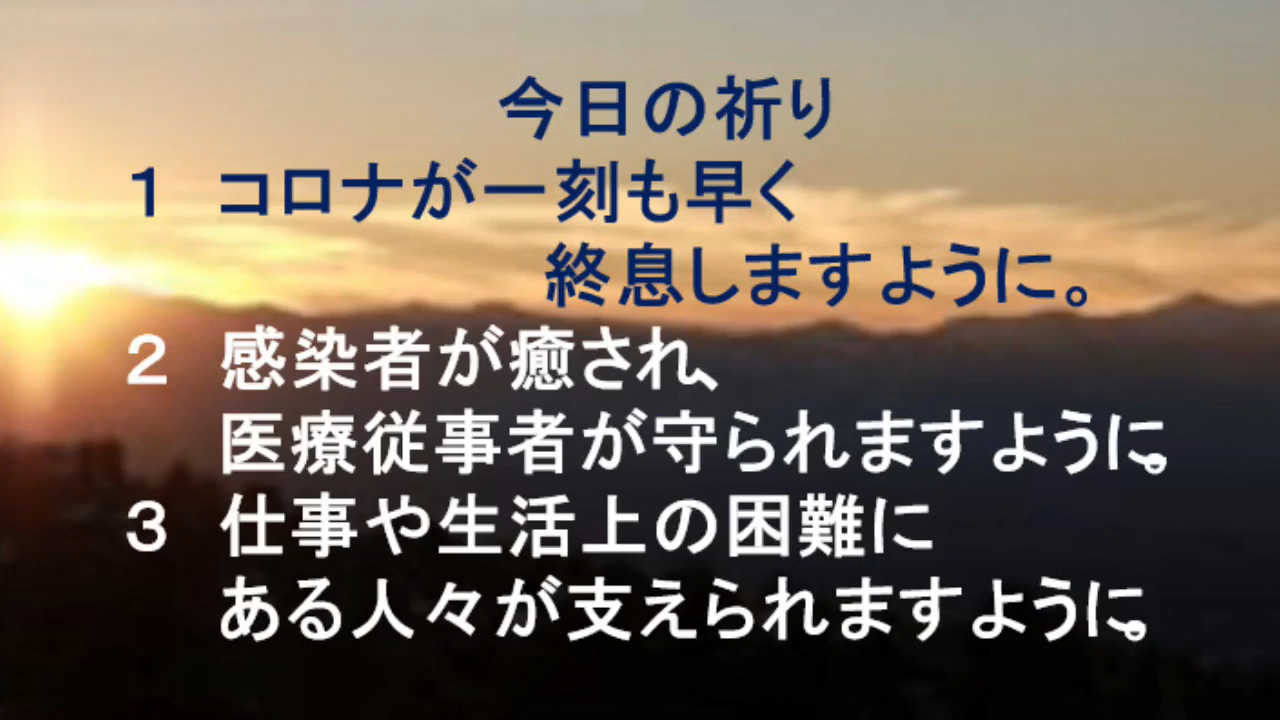 今日の祈り
１　コロナが一刻も早く
終息しますように。
２　感染者が癒され、
医療従事者が守られますように。
３　仕事や生活上の困難に
ある人々が支えられますように。